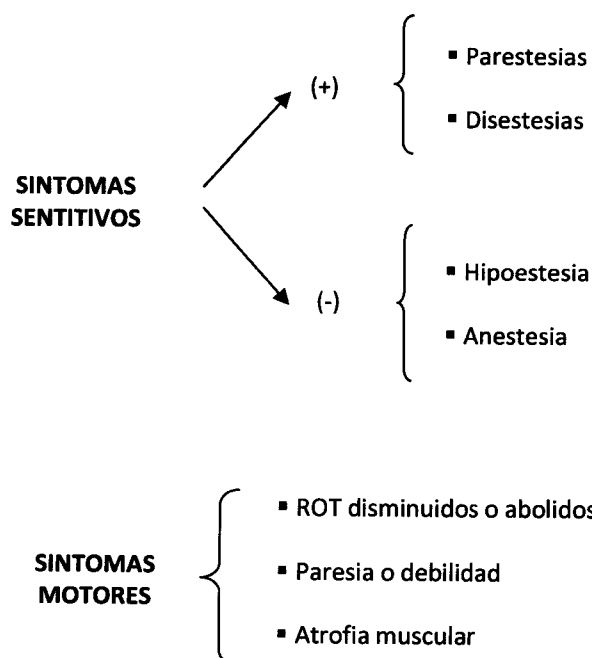 (+)
▪ Parestesias
▪ Disestesias
SINTOMAS
SENTITIVOS
(-)
▪ Hipoestesia
▪ Anestesia
▪ ROT disminuidos o abolidos
SINTOMAS
MOTORES
▪ Paresia o debilidad
▪ Atrofia muscular